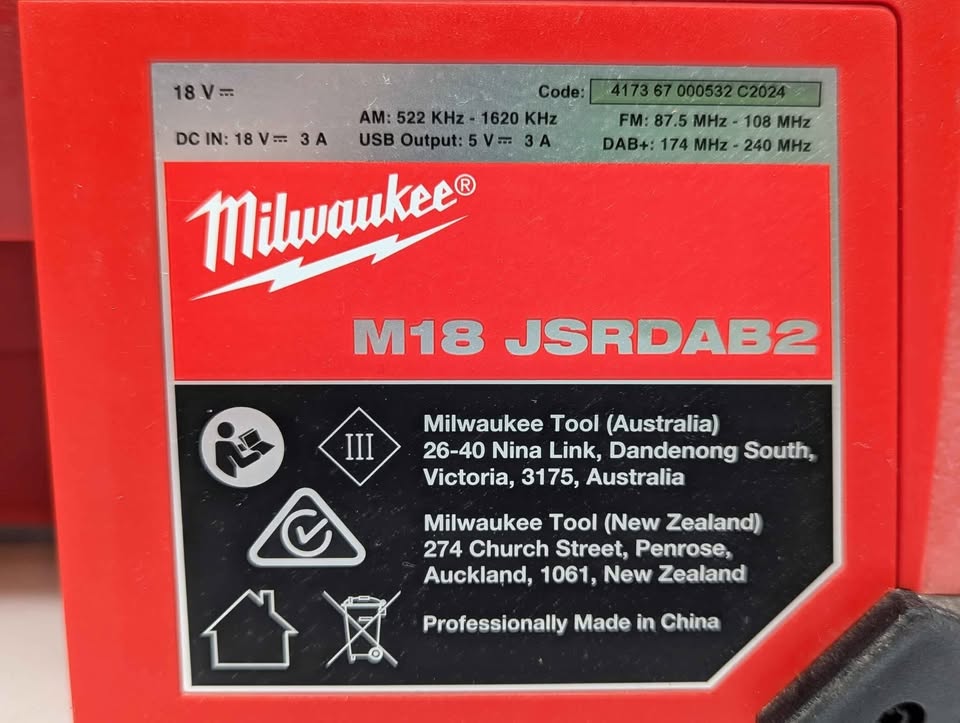 18 V ⎓
Code: 4173 67 000532 C2024
AM: 522 KHz - 1620 KHz
FM: 87.5 MHz - 108 MHz
DC IN: 18 V ⎓ 3 A
USB Output: 5 V ⎓ 3 A
DAB+: 174 MHz - 240 MHz
Milwaukee®
M18 JSRDAB2
III
Milwaukee Tool (Australia)
26-40 Nina Link, Dandenong South,
Victoria, 3175, Australia
Milwaukee Tool (New Zealand)
274 Church Street, Penrose,
Auckland, 1061, New Zealand
Professionally Made in China